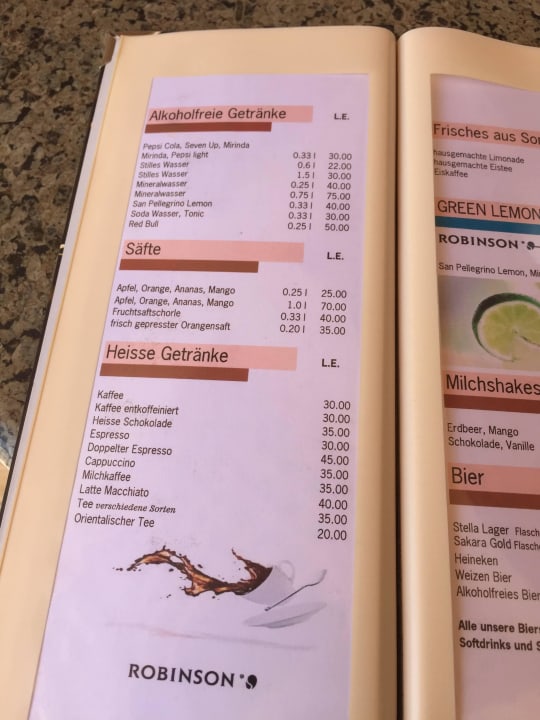 Alkoholfreie Getränke L.E.
Pepsi Cola, Seven Up, Mirinda
Mirinda, Pepsi light 0.33 l 30.00
Stilles Wasser 0.6 l 22.00
Stilles Wasser 1.5 l 30.00
Mineralwasser 0.25 l 40.00
Mineralwasser 0.75 l 75.00
San Pellegrino Lemon 0.33 l 40.00
Soda Wasser, Tonic 0.33 l 30.00
Red Bull 0.25 l 50.00
Säfte L.E.
Apfel, Orange, Ananas, Mango 0.25 l 25.00
Apfel, Orange, Ananas, Mango 1.0 l 70.00
Fruchtsaftschorle 0.33 l 40.00
frisch gepresster Orangensaft 0.20 l 35.00
Heisse Getränke L.E.
Kaffee 30.00
Kaffee entkoffeiniert 30.00
Heisse Schokolade 35.00
Espresso 30.00
Doppelter Espresso 45.00
Cappuccino 35.00
Milchkaffee 35.00
Latte Macchiato 40.00
Tee verschiedene Sorten 35.00
Orientalischer Tee 20.00
ROBINSON
Frisches aus
hausgemachte Limonade
hausgemachte Eistee
Eiskaffee
GREEN LEMON
ROBINSON
San Pellegrino Lemon,
Milchshakes
Erdbeer, Mango
Schokolade, Vanille
Bier
Stella Lager
Sakara Gold Flasche
Heineken
Weizen Bier
Alkoholfreies Bier
Alle unsere
Softdrinks und